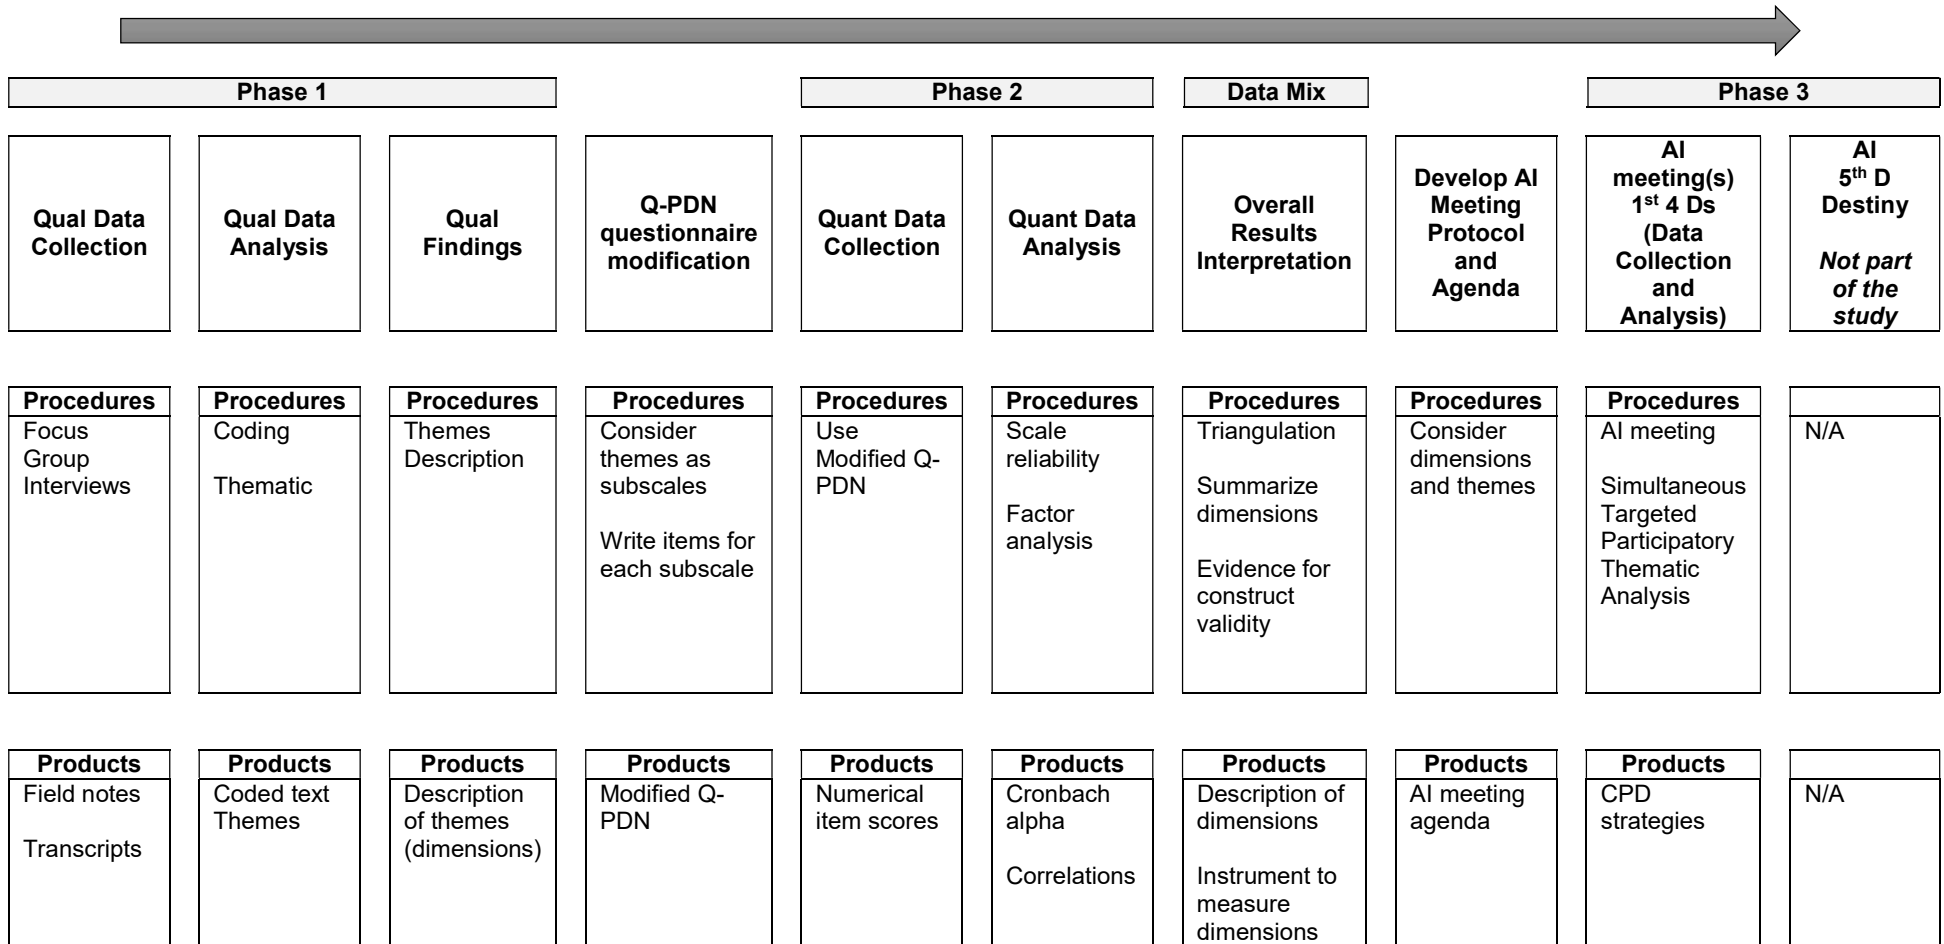 Phase 1
Phase 2
Data Mix
Phase 3
Qual Data
Collection
Qual Data
Analysis
Qual
Findings
Q-PDN
questionnaire
modification
Quant Data
Collection
Quant Data
Analysis
Overall
Results
Interpretation
Develop AI
Meeting
Protocol
and
Agenda
AI
meeting(s)
1st 4 Ds
(Data
Collection
and
Analysis)
AI
5th D
Destiny
Not part
of the
study
Procedures
Focus
Group
Interviews
Procedures
Coding
Thematic
Procedures
Themes
Description
Procedures
Consider
themes as
subscales
Write items for
each subscale
Procedures
Use
Modified Q-
PDN
Procedures
Scale
reliability
Factor
analysis
Procedures
Triangulation
Summarize
dimensions
Evidence for
construct
validity
Procedures
Consider
dimensions
and themes
Procedures
AI meeting
Simultaneous
Targeted
Participatory
Thematic
Analysis
N/A
Products
Field notes
Transcripts
Products
Coded text
Themes
Products
Description
of themes
(dimensions)
Products
Modified Q-
PDN
Products
Numerical
item scores
Products
Cronbach
alpha
Correlations
Products
Description of
dimensions
Instrument to
measure
dimensions
Products
AI meeting
agenda
Products
CPD
strategies
N/A